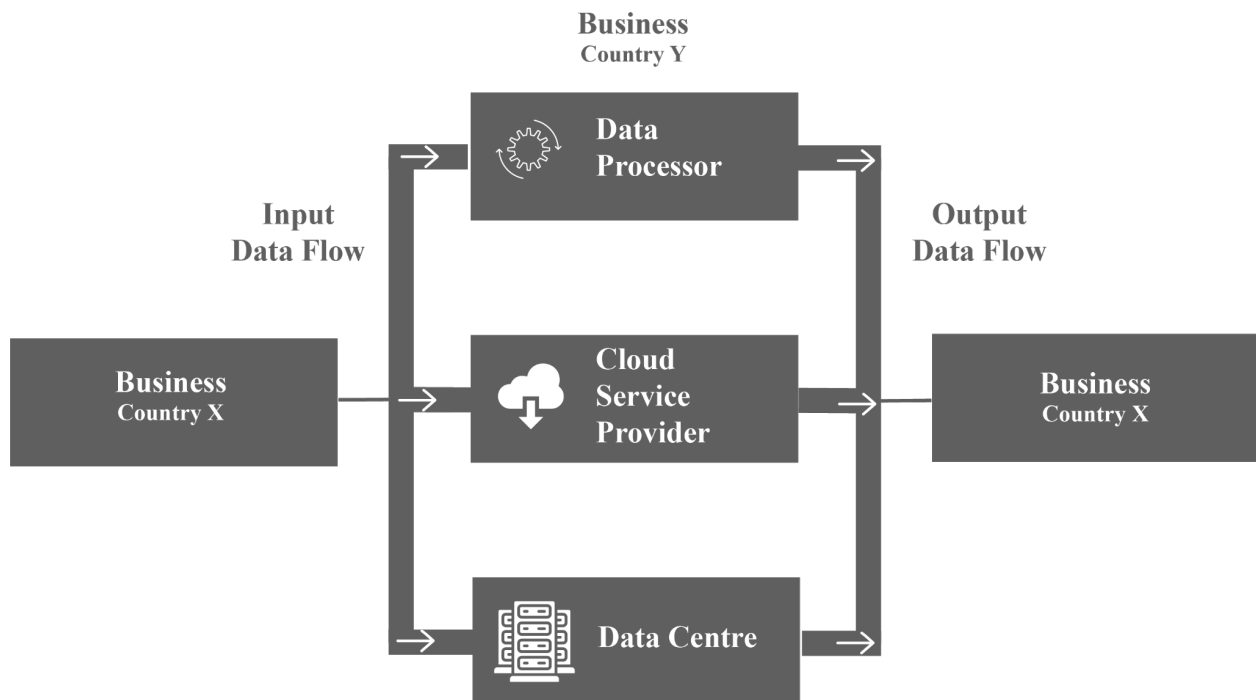 Business
Country Y
Data
Processor
Input
Data Flow
Output
Data Flow
Cloud
Service
Provider
Business
Country X
Business
Country X
Data Centre